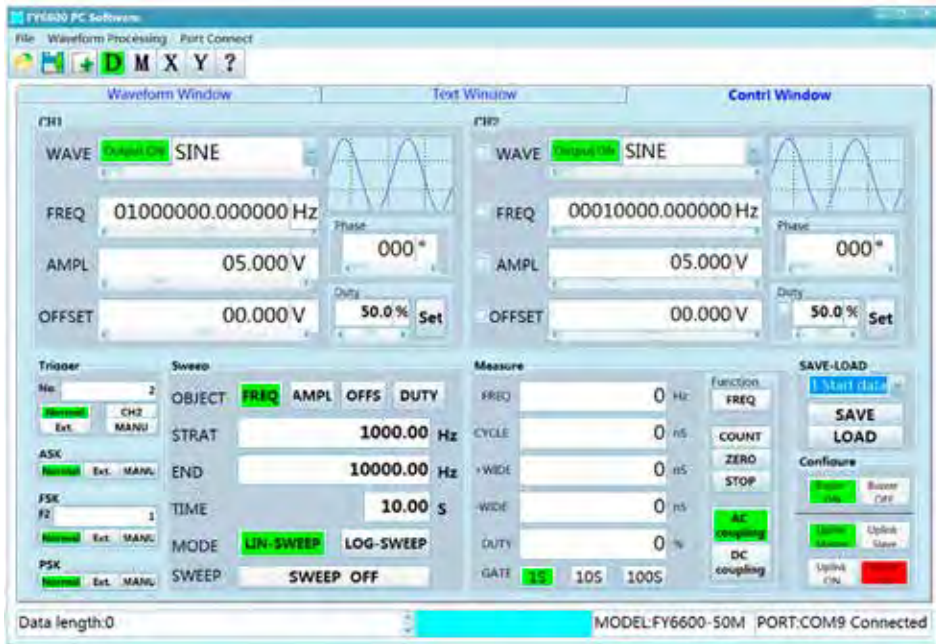 FY6600 PC Software
File Waveform Processing Port Connect
D M X Y ?
Waveform Window Text Window Contrl Window
CH1
WAVE Output ON SINE
FREQ 01000000.000000 Hz
Phase
000 °
AMPL 05.000 V
Duty
50.0 % Set
OFFSET 00.000 V
CH2
WAVE Output ON SINE
FREQ 00010000.000000 Hz
Phase
000 °
AMPL 05.000 V
Duty
50.0 % Set
OFFSET 00.000 V
Trigger
No. 2
Normal CH2
Ext. MANU
ASK
Normal Ext. MANU
FSK
F2 1
Normal Ext. MANU
PSK
Normal Ext. MANU
Sweep
OBJECT FREQ AMPL OFFS DUTY
STRAT 1000.00 Hz
END 10000.00 Hz
TIME 10.00 S
MODE LIN-SWEEP LOG-SWEEP
SWEEP SWEEP OFF
Measure
FREQ 0 Hz
CYCLE 0 nS
+WIDE 0 nS
-WIDE 0 nS
DUTY 0 %
GATE 1S 10S 100S
Function
FREQ
COUNT
ZERO
STOP
AC
coupling
DC
coupling
SAVE-LOAD
1 Start data
SAVE
LOAD
Configure
Buzzer
ON
Buzzer
OFF
Uplink
Master
Uplink
Slave
Uplink
ON
Data length:0 MODEL:FY6600-50M PORT:COM9 Connected